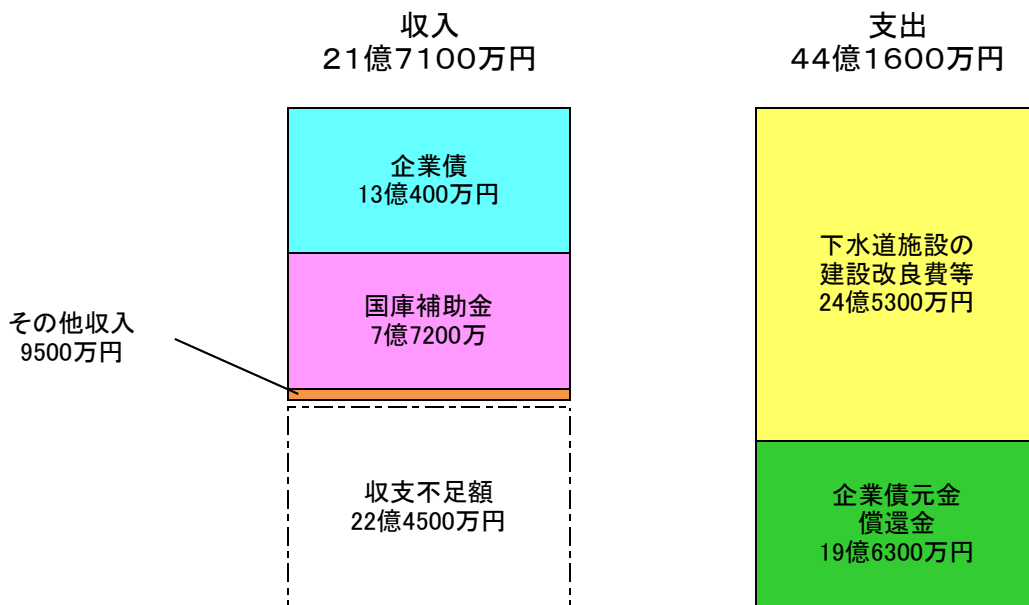 収入
２１億７１００万円
支出
４４億１６００万円
企業債
13億400万円
国庫補助金
7億7200万
その他収入
9500万円
収支不足額
22億4500万円
下水道施設の
建設改良費等
24億5300万円
企業債元金
償還金
19億6300万円